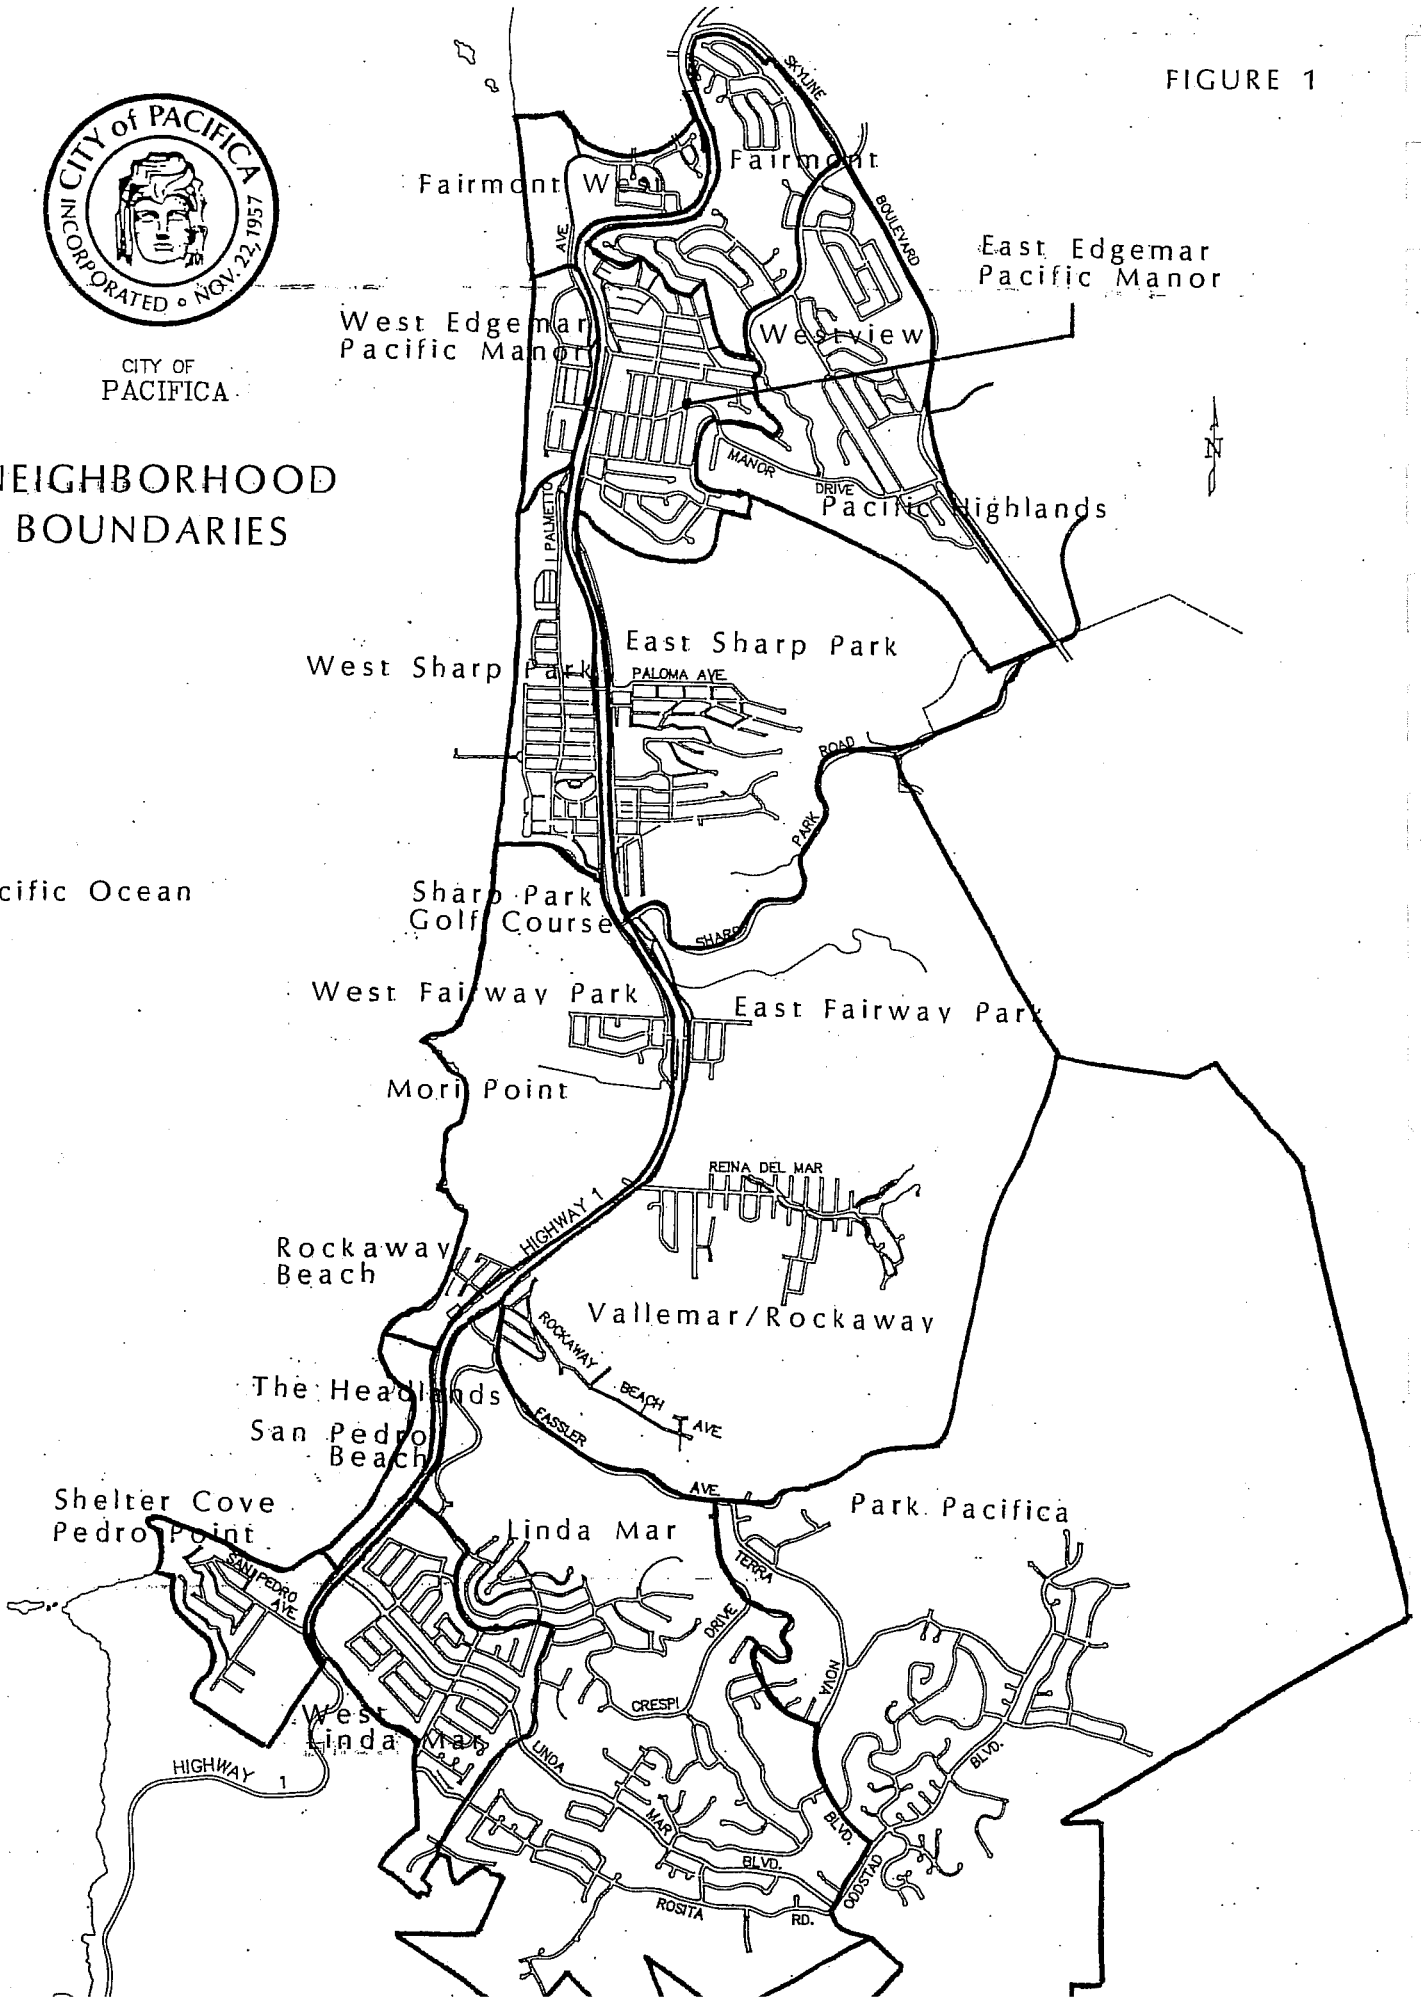 FIGURE 1
CITY of PACIFICA
INCORPORATED • NOV. 22, 1957
CITY OF
PACIFICA
EIGHBORHOOD
BOUNDARIES
SKYLINE
BOULEVARD
Fairmont
Fairmont West
AVE
East Edgemar
Pacific Manor
West Edgemar
Pacific Manor
Westview
N
MANOR
DRIVE
Pacific Highlands
PALMETTO
East Sharp Park
West Sharp Park
PALOMA AVE.
ROAD
PARK
SHARP
cific Ocean
Sharp Park
Golf Course
West Fairway Park
East Fairway Park
Mori Point
REINA DEL MAR
HIGHWAY 1
Rockaway
Beach
Vallemar/Rockaway
ROCKAWAY
BEACH
AVE
The Headlands
San Pedro
Beach
FASSLER
AVE.
Shelter Cove
Pedro Point
Linda Mar
Park Pacifica
SAN PEDRO
AVE.
TERRA
NOVA
DRIVE
CRESPI
West
Linda Mar
HIGHWAY 1
LINDA
MAR
BLVD.
BLVD.
BLVD.
ODDSTAD
ROSITA
RD.